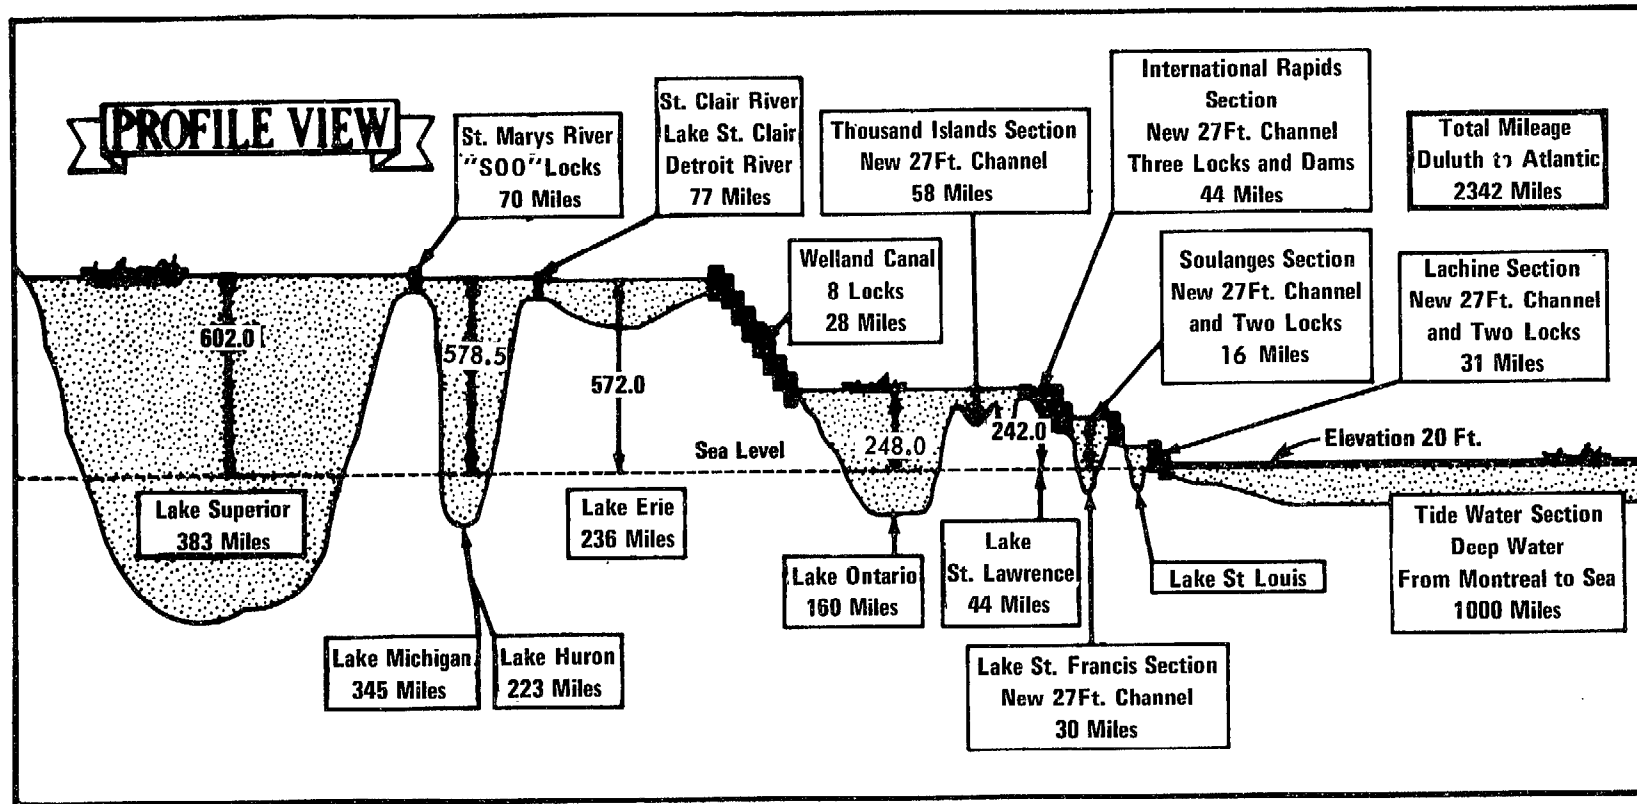 PROFILE VIEW
St. Marys River
"SOO" Locks
70 Miles
St. Clair River
Lake St. Clair
Detroit River
77 Miles
Thousand Islands Section
New 27Ft. Channel
58 Miles
International Rapids
Section
New 27Ft. Channel
Three Locks and Dams
44 Miles
Total Mileage
Duluth to Atlantic
2342 Miles
Welland Canal
8 Locks
28 Miles
Soulanges Section
New 27Ft. Channel
and Two Locks
16 Miles
Lachine Section
New 27Ft. Channel
and Two Locks
31 Miles
602.0
578.5
572.0
Sea Level
248.0
242.0
Elevation 20 Ft.
Lake Superior
383 Miles
Lake Erie
236 Miles
Lake Ontario
160 Miles
Lake
St. Lawrence
44 Miles
Lake St Louis
Tide Water Section
Deep Water
From Montreal to Sea
1000 Miles
Lake Michigan
345 Miles
Lake Huron
223 Miles
Lake St. Francis Section
New 27Ft. Channel
30 Miles